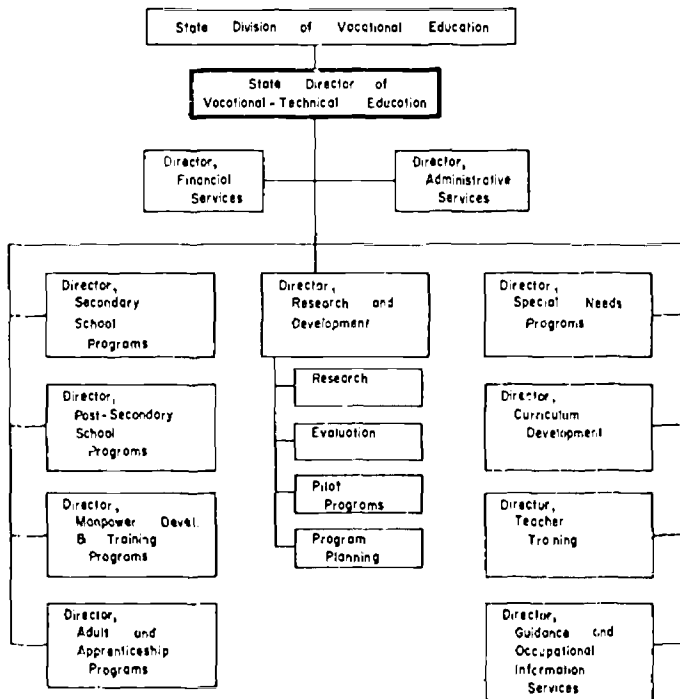 State Division of Vocational Education
State Director of
Vocational-Technical Education
Director,
Financial
Services
Director,
Administrative
Services
Director,
Secondary
School
Programs
Director,
Research and
Development
Director,
Special Needs
Programs
Research
Director,
Post-Secondary
School
Programs
Evaluation
Director,
Curriculum
Development
Pilot
Programs
Director,
Manpower Devel.
& Training
Programs
Program
Planning
Director,
Teacher
Training
Director,
Adult and
Apprenticeship
Programs
Director,
Guidance and
Occupational
Information
Services